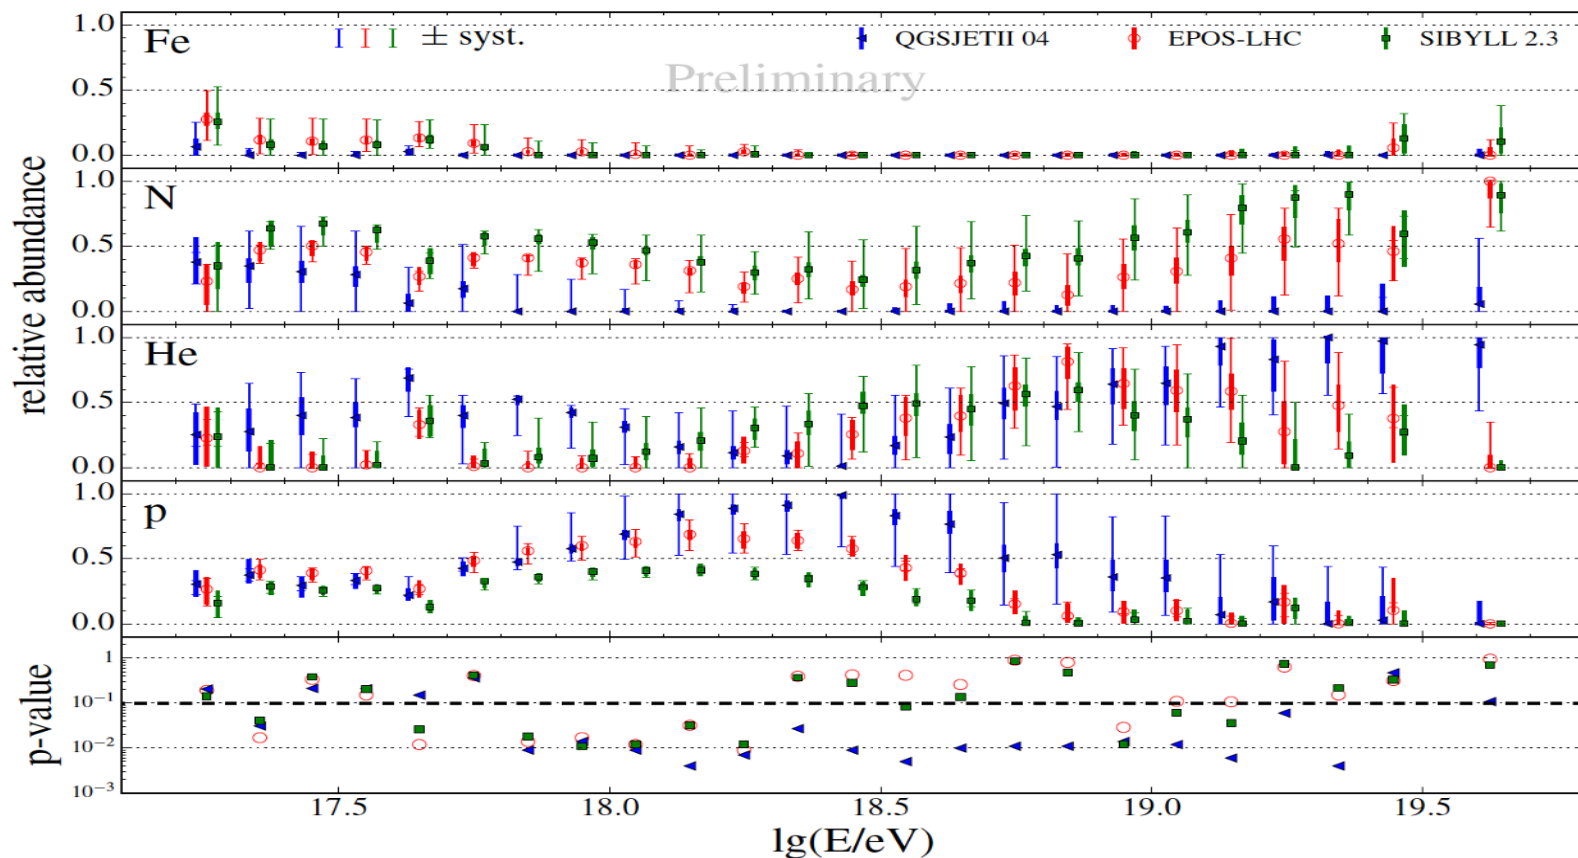 1.0
Fe
± syst.
QGSJETII 04
EPOS-LHC
SIBYLL 2.3
Preliminary
0.5
0.0
1.0
N
0.5
0.0
1.0
He
0.5
0.0
1.0
p
0.5
0.0
relative abundance
1
10⁻¹
10⁻²
10⁻³
p-value
17.5 18.0 18.5 19.0 19.5
lg(E/eV)